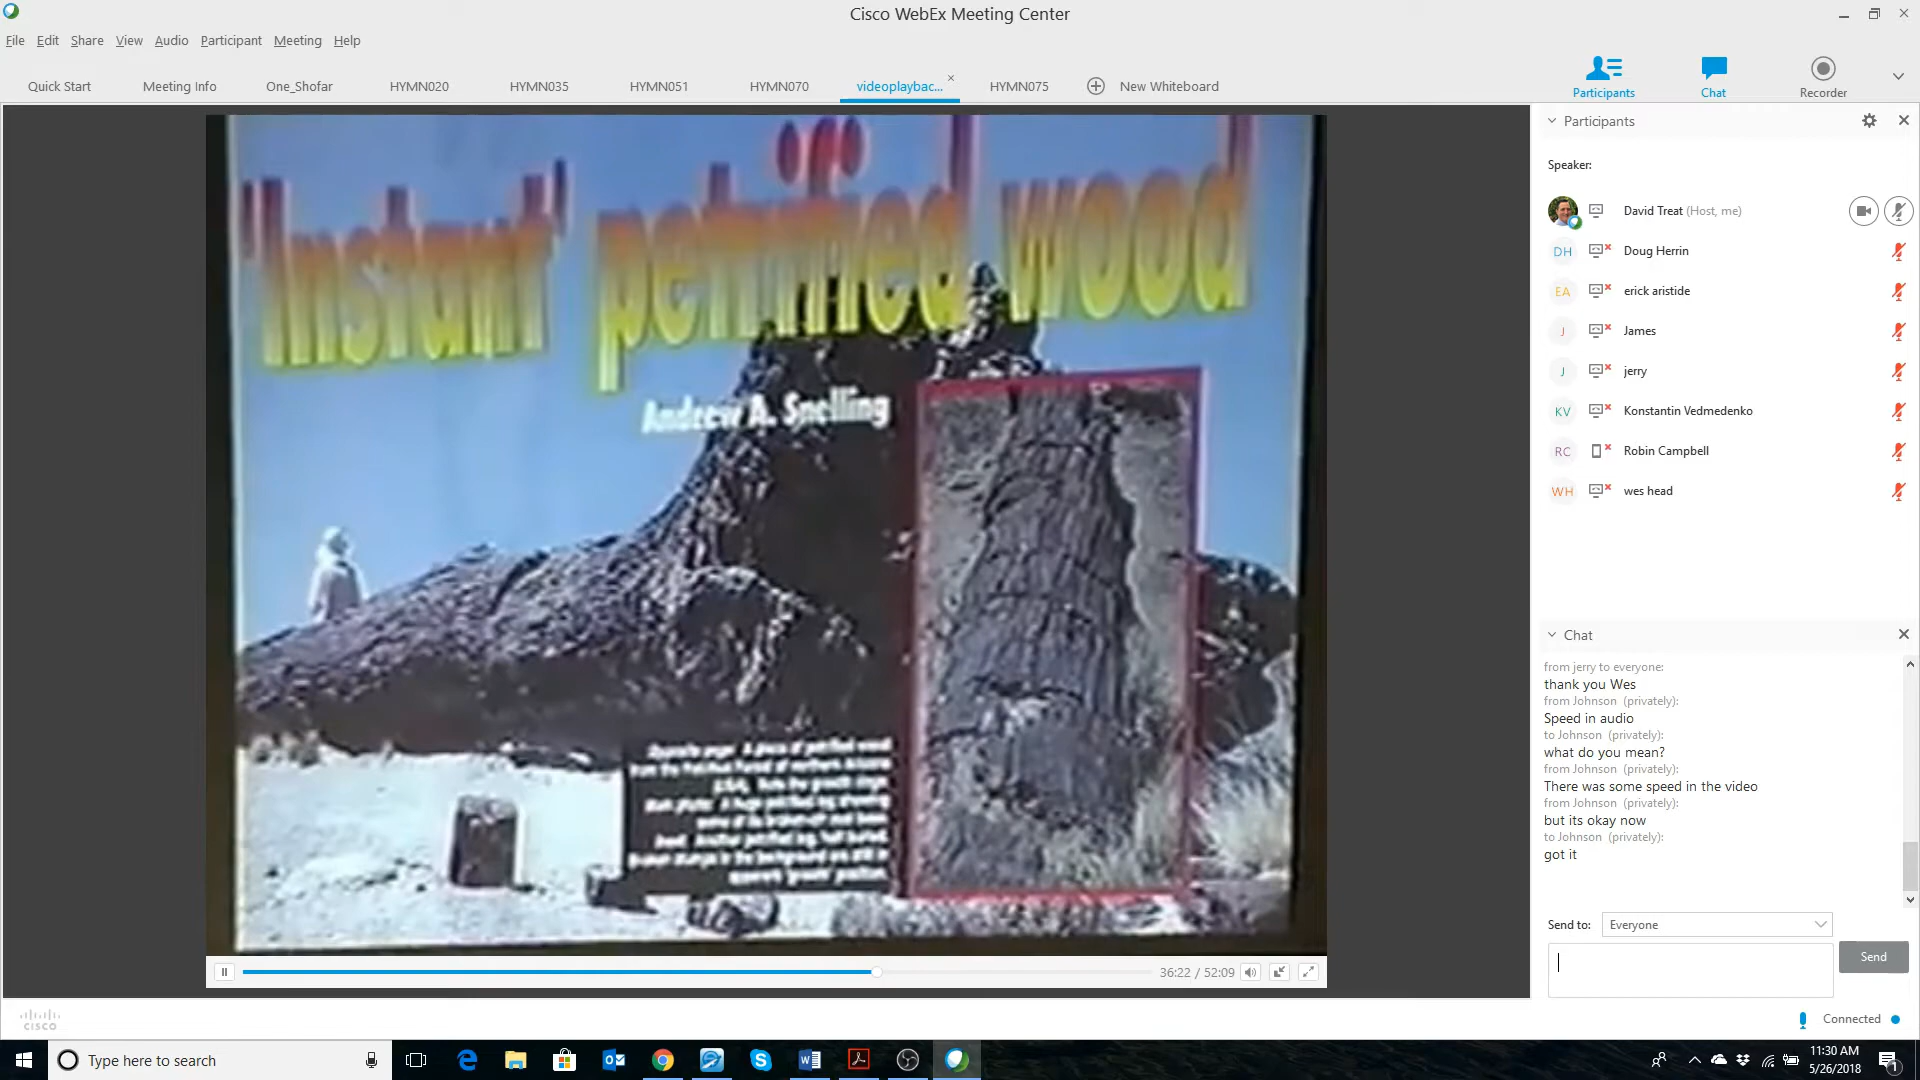 Cisco WebEx Meeting Center
File Edit Share View Audio Participant Meeting Help
Quick Start Meeting Info One_Shofar HYMN020 HYMN035 HYMN051 HYMN070 videoplaybac... HYMN075 New Whiteboard
Participants Chat Recorder
"Instant" petrified wood
Andrew A. Snelling
36:22 / 52:09
Participants
Speaker:
David Treat (Host, me)
DH Doug Herrin
EA erick aristide
J James
J jerry
KV Konstantin Vedmedenko
RC Robin Campbell
WH wes head
Chat
from jerry to everyone:
thank you Wes
from Johnson (privately):
Speed in audio
to Johnson (privately):
what do you mean?
from Johnson (privately):
There was some speed in the video
from Johnson (privately):
but its okay now
to Johnson (privately):
got it
Send to: Everyone
Send
CISCO
Connected
Type here to search
11:30 AM
5/26/2018
1